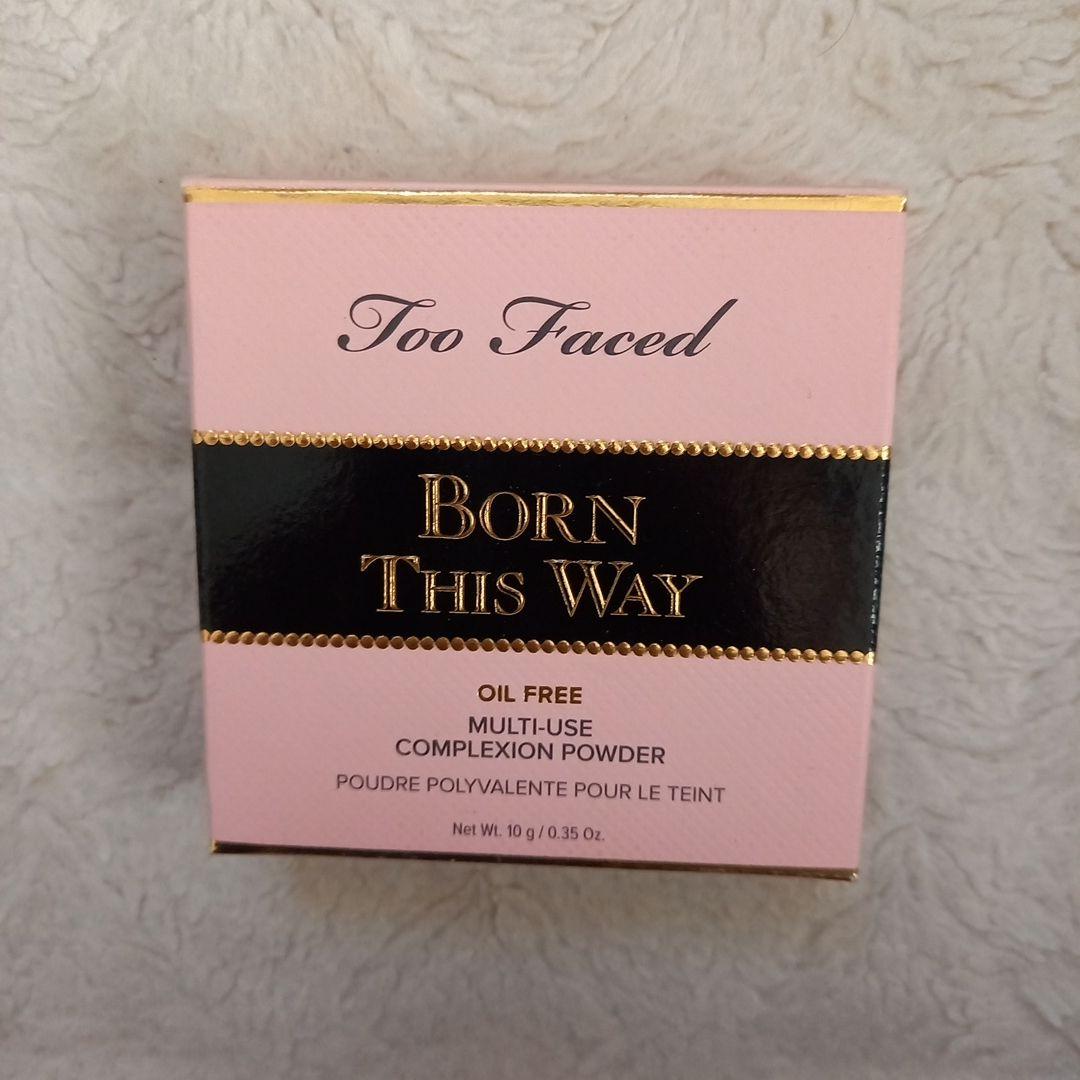 Too Faced
BORN
THIS WAY
OIL FREE
MULTI-USE
COMPLEXION POWDER
POUDRE POLYVALENTE POUR LE TEINT
Net Wt. 10 g / 0.35 Oz.